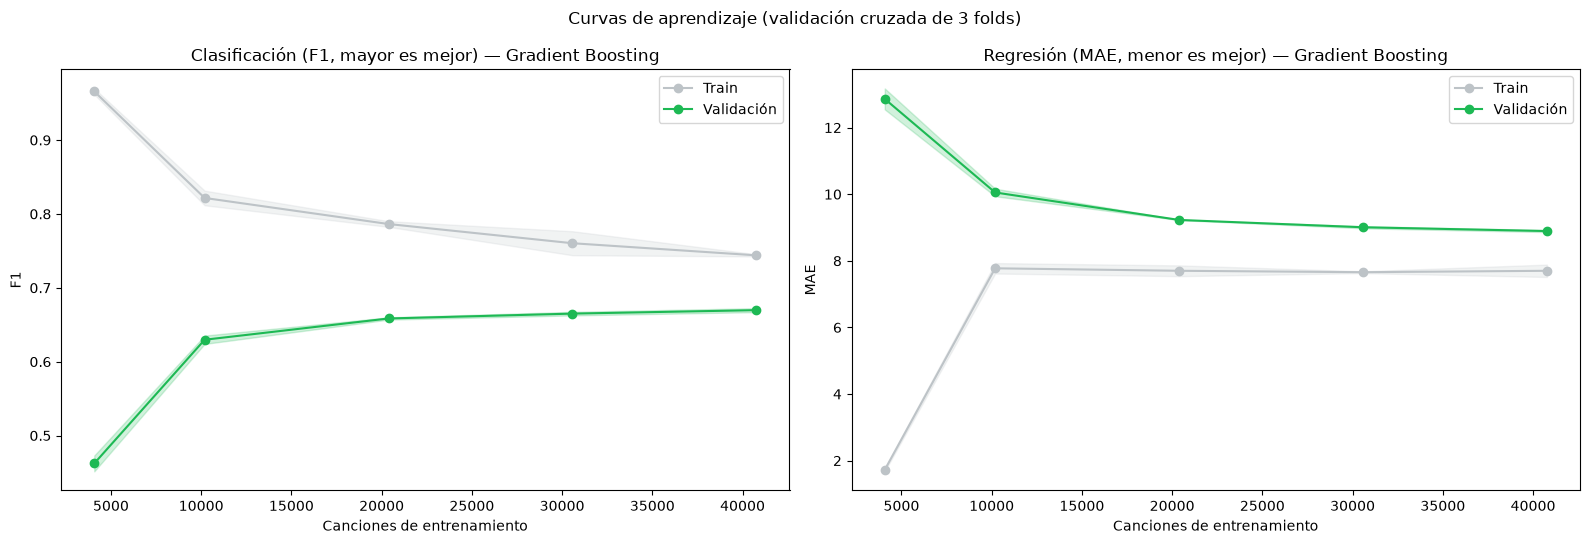 Curvas de aprendizaje (validación cruzada de 3 folds)
Clasificación (F1, mayor es mejor) — Gradient Boosting
Train
Validación
0.9
0.8
0.7
0.6
0.5
F1
5000 10000 15000 20000 25000 30000 35000 40000
Canciones de entrenamiento
Regresión (MAE, menor es mejor) — Gradient Boosting
Train
Validación
12
10
8
6
4
2
MAE
5000 10000 15000 20000 25000 30000 35000 40000
Canciones de entrenamiento